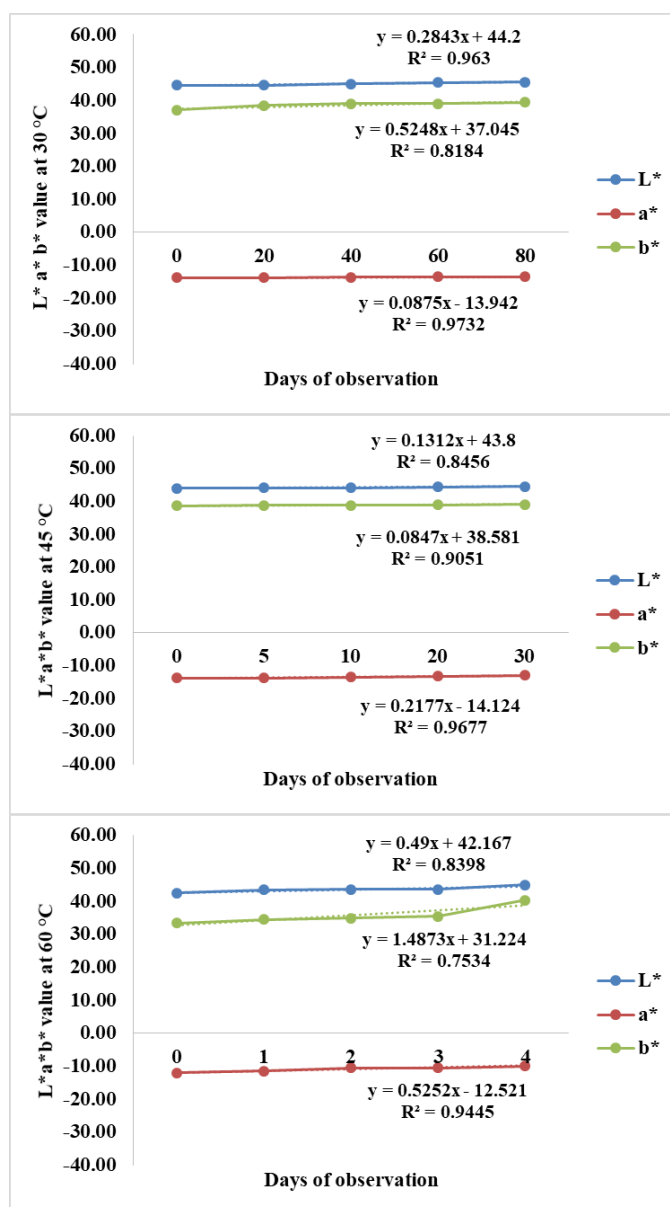 L* a* b* value at 30 °C
60.00
50.00
40.00
30.00
20.00
10.00
0.00
-10.00
-20.00
-30.00
-40.00
y = 0.2843x + 44.2
R² = 0.963
y = 0.5248x + 37.045
R² = 0.8184
0 20 40 60 80
y = 0.0875x - 13.942
R² = 0.9732
Days of observation
L*
a*
b*
L*a*b* value at 45 °C
60.00
50.00
40.00
30.00
20.00
10.00
0.00
-10.00
-20.00
-30.00
-40.00
y = 0.1312x + 43.8
R² = 0.8456
y = 0.0847x + 38.581
R² = 0.9051
0 5 10 20 30
y = 0.2177x - 14.124
R² = 0.9677
Days of observation
L*
a*
b*
L*a*b* value at 60 °C
60.00
50.00
40.00
30.00
20.00
10.00
0.00
-10.00
-20.00
-30.00
-40.00
y = 0.49x + 42.167
R² = 0.8398
y = 1.4873x + 31.224
R² = 0.7534
0 1 2 3 4
y = 0.5252x - 12.521
R² = 0.9445
Days of observation
L*
a*
b*